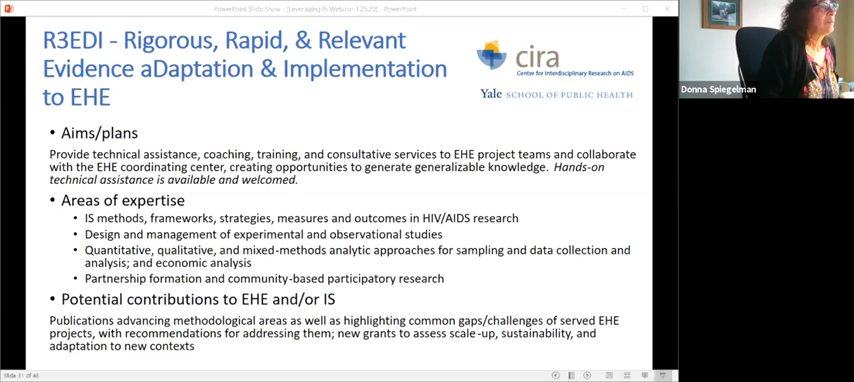 PowerPoint Slide Show - [Leveraging IS Webinar 1.25.20] - PowerPoint
R3EDI - Rigorous, Rapid, & Relevant
Evidence aDaptation & Implementation
to EHE
cira
Center for Interdisciplinary Research on AIDS
Yale SCHOOL OF PUBLIC HEALTH
Donna Spiegelman
• Aims/plans
Provide technical assistance, coaching, training, and consultative services to EHE project teams and collaborate
with the EHE coordinating center, creating opportunities to generate generalizable knowledge. Hands-on
technical assistance is available and welcomed.
• Areas of expertise
• IS methods, frameworks, strategies, measures and outcomes in HIV/AIDS research
• Design and management of experimental and observational studies
• Quantitative, qualitative, and mixed-methods analytic approaches for sampling and data collection and
analysis; and economic analysis
• Partnership formation and community-based participatory research
• Potential contributions to EHE and/or IS
Publications advancing methodological areas as well as highlighting common gaps/challenges of served EHE
projects, with recommendations for addressing them; new grants to assess scale-up, sustainability, and
adaptation to new contexts
Slide 31 of 46